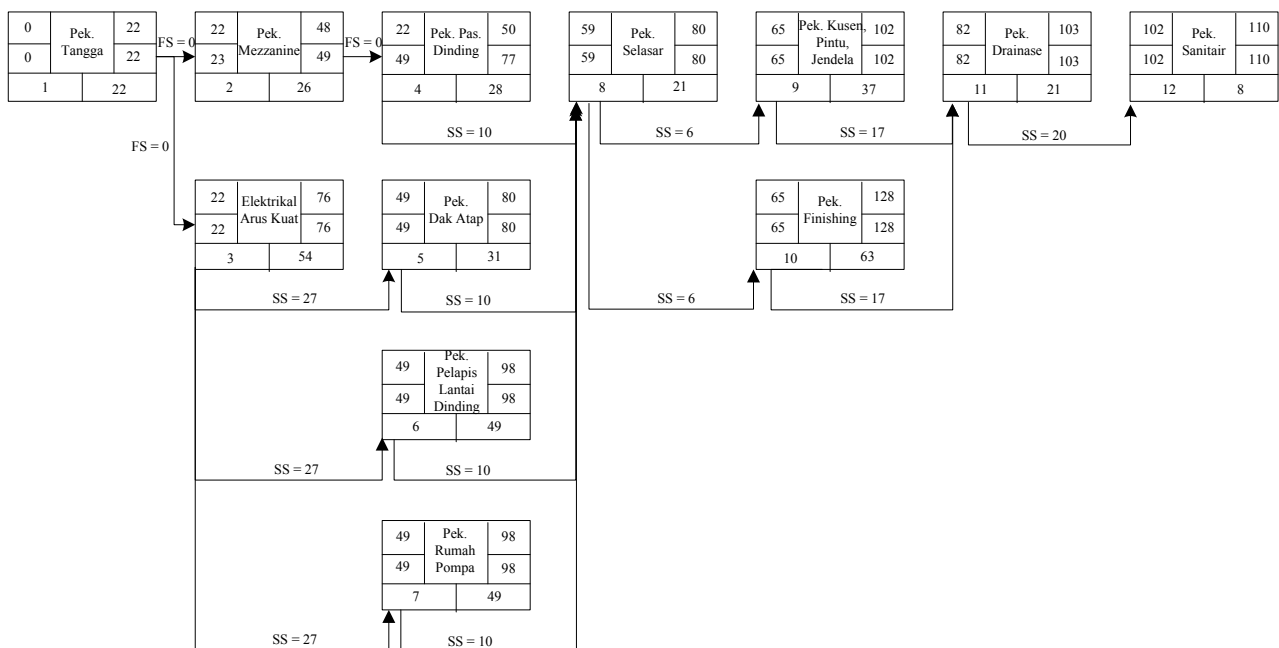 0
Pek.
Tangga
22
0
22
1
22
FS = 0
22
Pek.
Mezzanine
48
23
49
2
26
FS = 0
22
Pek. Pas.
Dinding
50
49
77
4
28
59
Pek.
Selasar
80
59
80
8
21
65
Pek. Kusen,
Pintu,
Jendela
102
65
102
9
37
82
Pek.
Drainase
103
82
103
11
21
102
Pek.
Sanitair
110
102
110
12
8
SS = 10
SS = 6
SS = 17
SS = 20
FS = 0
22
Elektrikal
Arus Kuat
76
22
76
3
54
49
Pek.
Dak Atap
80
49
80
5
31
65
Pek.
Finishing
128
65
128
10
63
SS = 27
SS = 10
SS = 6
SS = 17
49
Pek.
Pelapis
Lantai
Dinding
98
49
98
6
49
SS = 27
SS = 10
49
Pek.
Rumah
Pompa
98
49
98
7
49
SS = 27
SS = 10